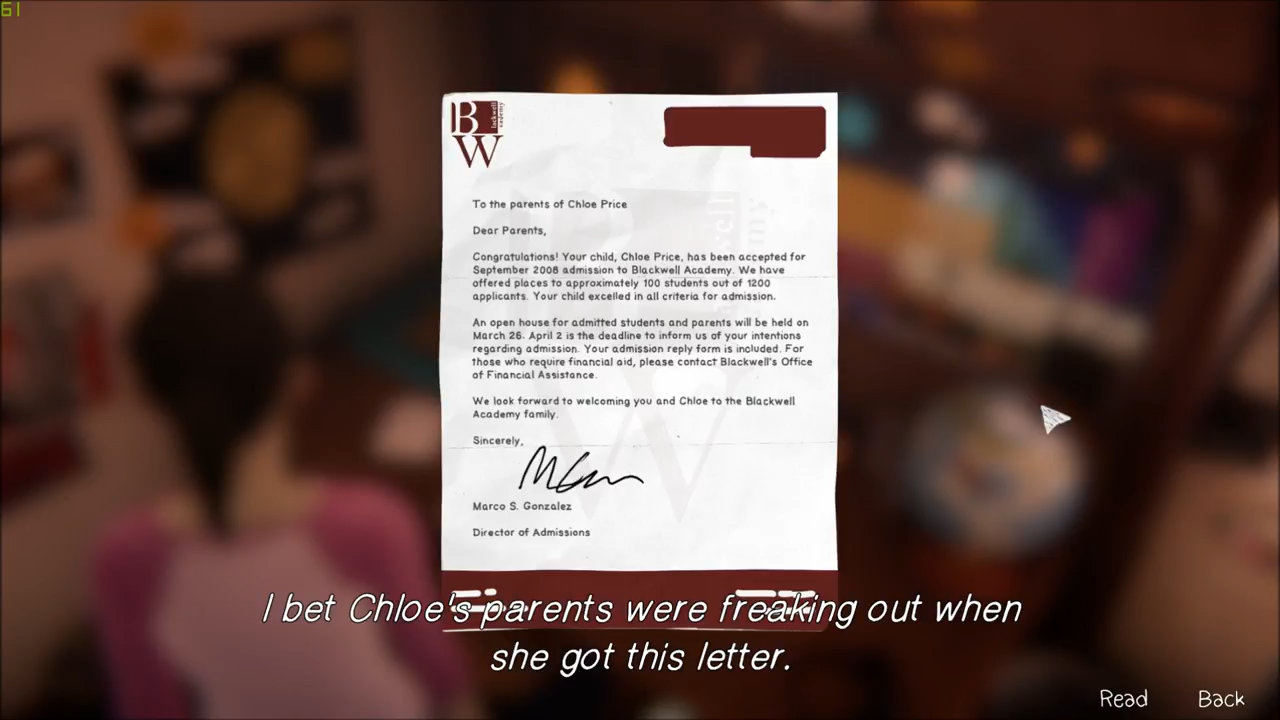 61
BW
Blackwell
Academy
To the parents of Chloe Price
Dear Parents,
Congratulations! Your child, Chloe Price, has been accepted for
September 2008 admission to Blackwell Academy. We have
offered places to approximately 100 students out of 1200
applicants. Your child excelled in all criteria for admission.
An open house for admitted students and parents will be held on
March 26. April 2 is the deadline to inform us of your intentions
regarding admission. Your admission reply form is included. For
those who require financial aid, please contact Blackwell's Office
of Financial Assistance.
We look forward to welcoming you and Chloe to the Blackwell
Academy family.
Sincerely,
Marco S. Gonzalez
Director of Admissions
I bet Chloe's parents were freaking out when
she got this letter.
Read
Back